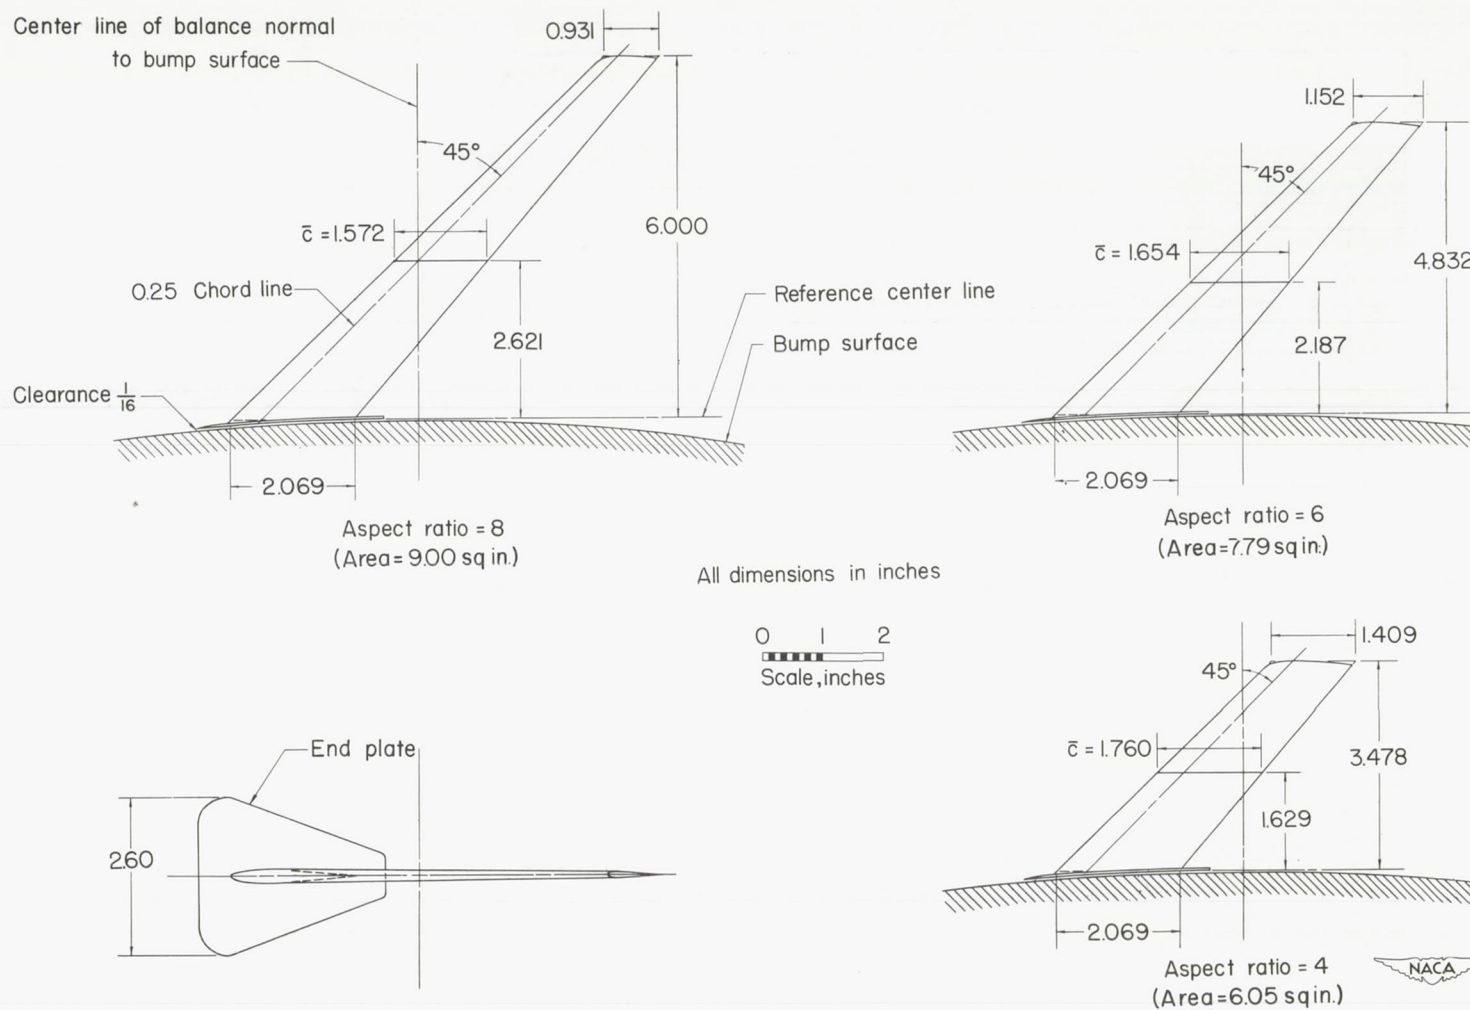 Center line of balance normal
to bump surface
0.931
45°
c̄ = 1.572
6.000
0.25 Chord line
2.621
Reference center line
Bump surface
Clearance 1/16
2.069
Aspect ratio = 8
(Area = 9.00 sq in.)
1.152
45°
c̄ = 1.654
4.832
2.187
2.069
Aspect ratio = 6
(Area=7.79 sq in.)
All dimensions in inches
0 1 2
Scale, inches
1.409
45°
c̄ = 1.760
3.478
1.629
2.069
Aspect ratio = 4
(Area=6.05 sq in.)
End plate
2.60
NACA